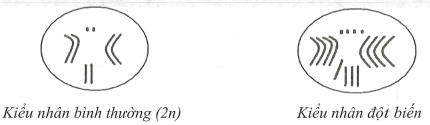 Kiểu nhân bình thường (2n) Kiểu nhân đột biến